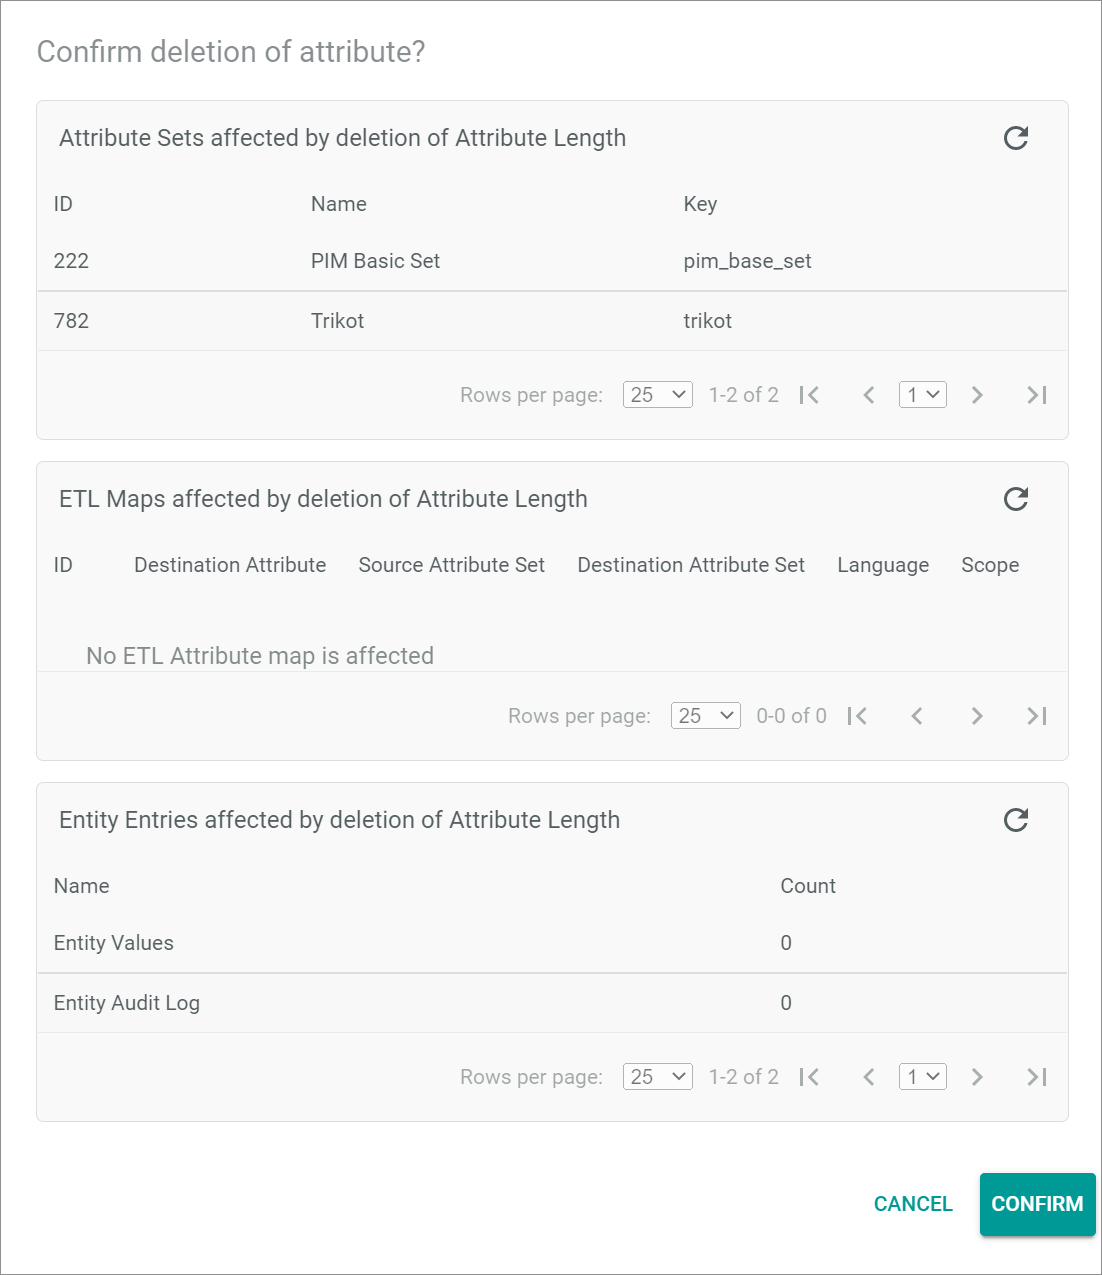 Confirm deletion of attribute?
Attribute Sets affected by deletion of Attribute Length
ID Name Key
222 PIM Basic Set pim_base_set
782 Trikot trikot
Rows per page: 25 1-2 of 2 1
ETL Maps affected by deletion of Attribute Length
ID Destination Attribute Source Attribute Set Destination Attribute Set Language Scope
No ETL Attribute map is affected
Rows per page: 25 0-0 of 0
Entity Entries affected by deletion of Attribute Length
Name Count
Entity Values 0
Entity Audit Log 0
Rows per page: 25 1-2 of 2 1
CANCEL CONFIRM